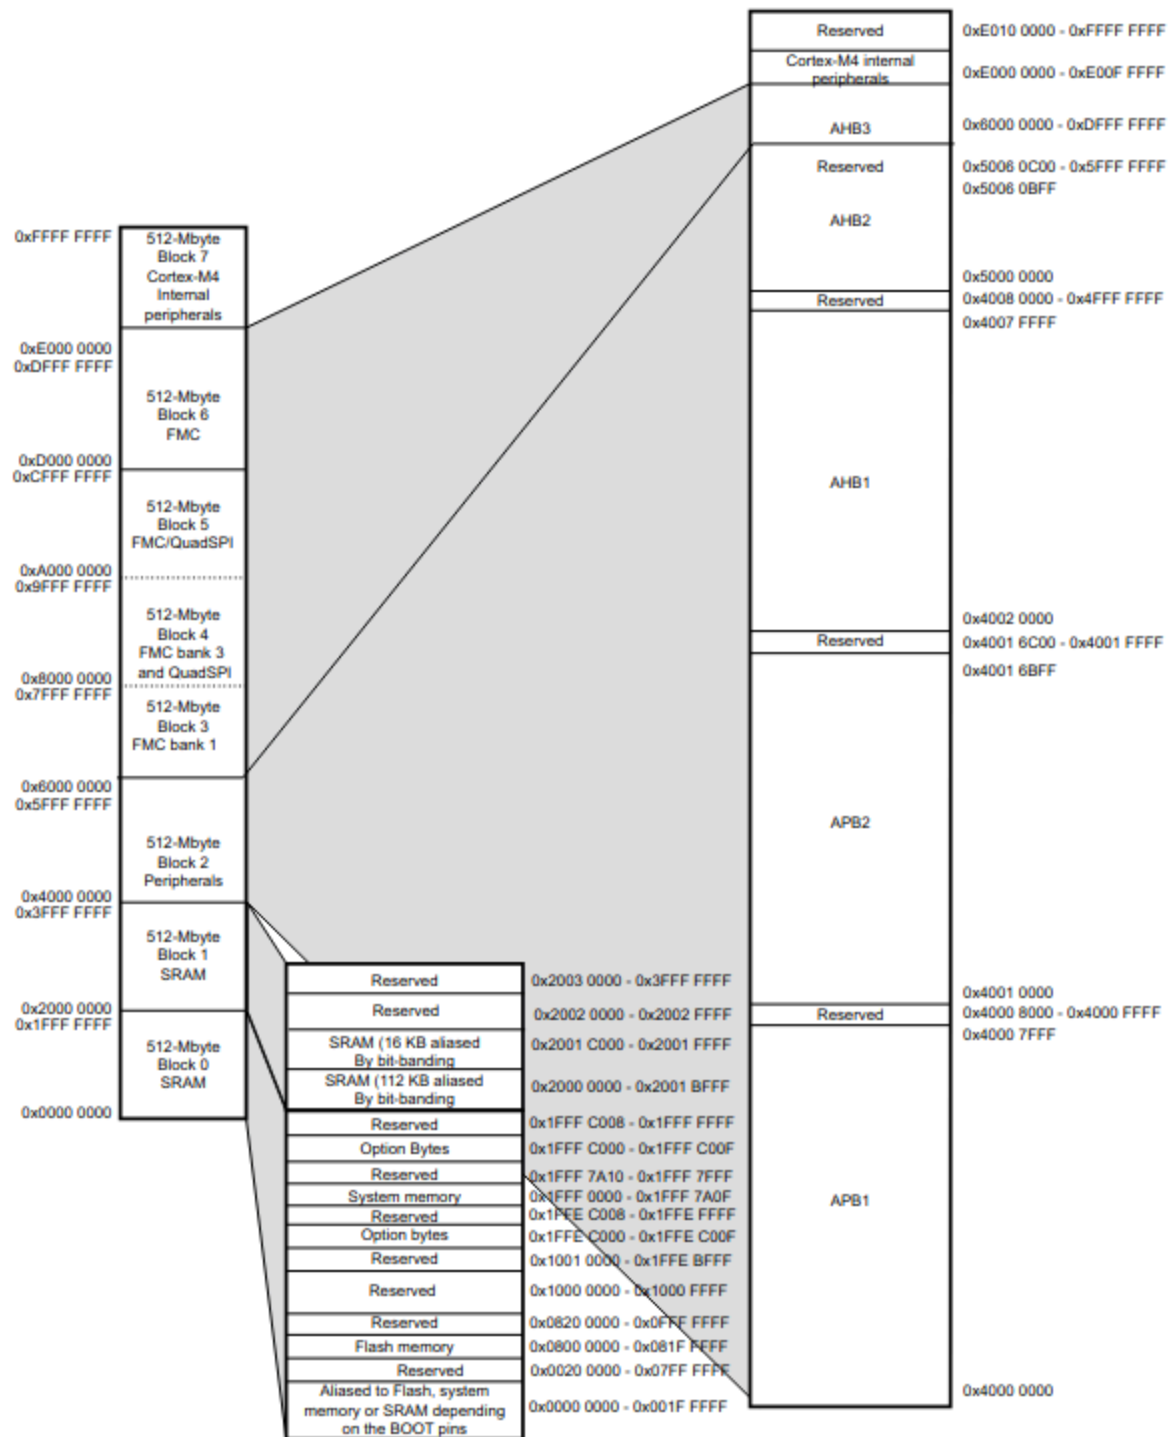 Reserved
0xE010 0000 - 0xFFFF FFFF
Cortex-M4 internal
peripherals
0xE000 0000 - 0xE00F FFFF
AHB3
0x6000 0000 - 0xDFFF FFFF
Reserved
0x5006 0C00 - 0x5FFF FFFF
0x5006 0BFF
AHB2
0x5000 0000
Reserved
0x4008 0000 - 0x4FFF FFFF
0x4007 FFFF
AHB1
0x4002 0000
Reserved
0x4001 6C00 - 0x4001 FFFF
0x4001 6BFF
APB2
0x4001 0000
Reserved
0x4000 8000 - 0x4000 FFFF
0x4000 7FFF
APB1
0x4000 0000
0xFFFF FFFF
512-Mbyte
Block 7
Cortex-M4
Internal
peripherals
0xE000 0000
0xDFFF FFFF
512-Mbyte
Block 6
FMC
0xD000 0000
0xCFFF FFFF
512-Mbyte
Block 5
FMC/QuadSPI
0xA000 0000
0x9FFF FFFF
512-Mbyte
Block 4
FMC bank 3
and QuadSPI
0x8000 0000
0x7FFF FFFF
512-Mbyte
Block 3
FMC bank 1
0x6000 0000
0x5FFF FFFF
512-Mbyte
Block 2
Peripherals
0x4000 0000
0x3FFF FFFF
512-Mbyte
Block 1
SRAM
0x2000 0000
0x1FFF FFFF
512-Mbyte
Block 0
SRAM
0x0000 0000
Reserved
0x2003 0000 - 0x3FFF FFFF
Reserved
0x2002 0000 - 0x2002 FFFF
SRAM (16 KB aliased
By bit-banding
0x2001 C000 - 0x2001 FFFF
SRAM (112 KB aliased
By bit-banding
0x2000 0000 - 0x2001 BFFF
Reserved
0x1FFF C008 - 0x1FFF FFFF
Option Bytes
0x1FFF C000 - 0x1FFF C00F
Reserved
0x1FFF 7A10 - 0x1FFF 7FFF
System memory
0x1FFF 0000 - 0x1FFF 7A0F
Reserved
0x1FFE C008 - 0x1FFE FFFF
Option bytes
0x1FFE C000 - 0x1FFE C00F
Reserved
0x1001 0000 - 0x1FFE BFFF
Reserved
0x1000 0000 - 0x1000 FFFF
Reserved
0x0820 0000 - 0x0FFF FFFF
Flash memory
0x0800 0000 - 0x081F FFFF
Reserved
0x0020 0000 - 0x07FF FFFF
Aliased to Flash, system
memory or SRAM depending
on the BOOT pins
0x0000 0000 - 0x001F FFFF